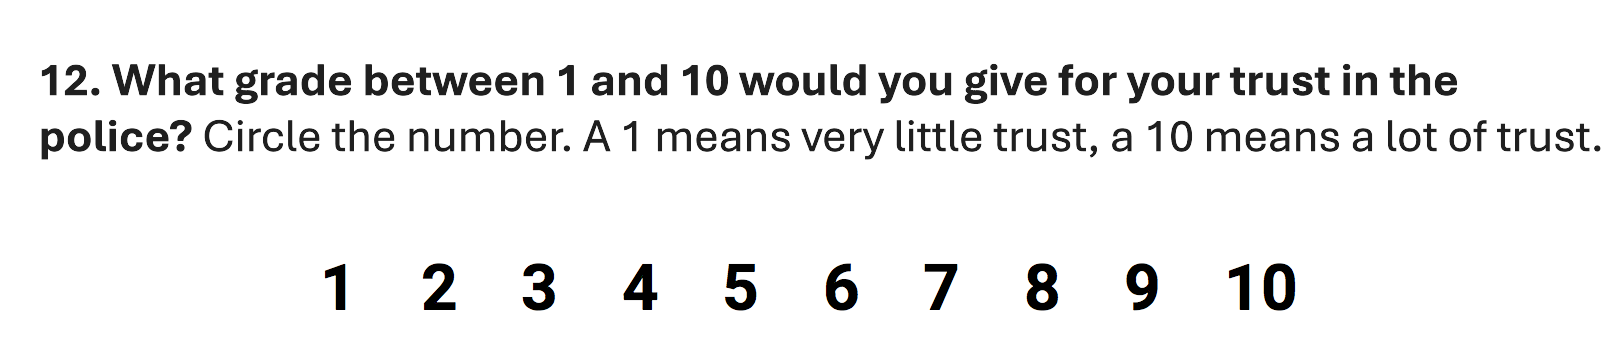 12. What grade between 1 and 10 would you give for your trust in the
police? Circle the number. A 1 means very little trust, a 10 means a lot of trust.
1 2 3 4 5 6 7 8 9 10